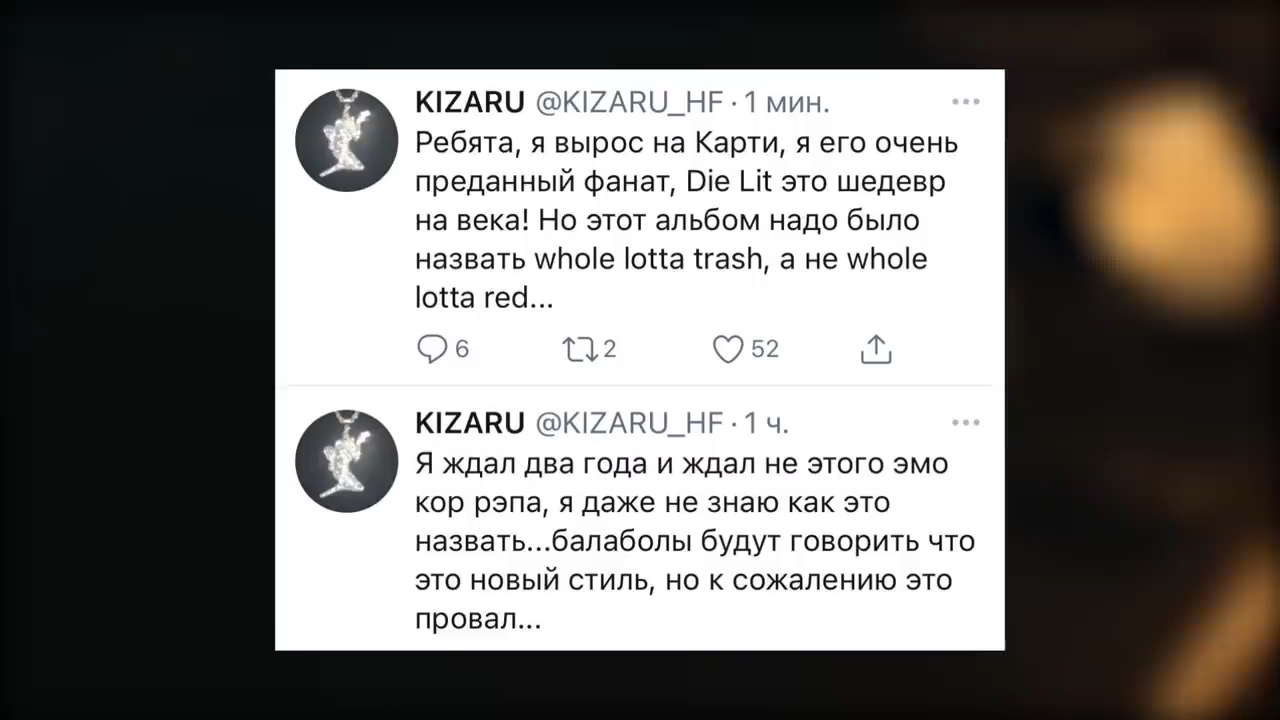 KIZARU @KIZARU_HF · 1 мин.
Ребята, я вырос на Карти, я его очень
преданный фанат, Die Lit это шедевр
на века! Но этот альбом надо было
назвать whole lotta trash, а не whole
lotta red...
6 2 52
KIZARU @KIZARU_HF · 1 ч.
Я ждал два года и ждал не этого эмо
кор рэпа, я даже не знаю как это
назвать...балаболы будут говорить что
это новый стиль, но к сожалению это
провал...